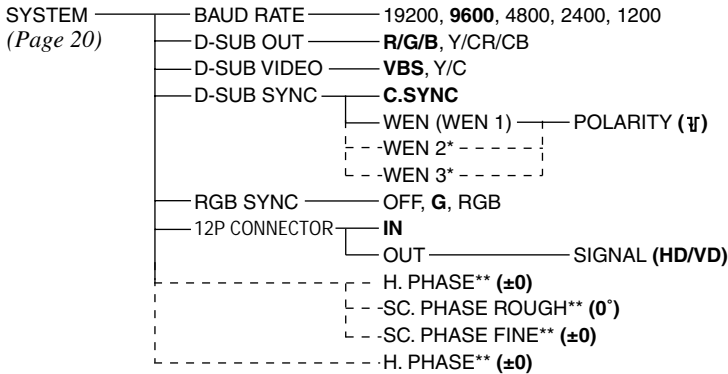 SYSTEM BAUD RATE 19200, 9600, 4800, 2400, 1200
(Page 20) D-SUB OUT R/G/B, Y/CR/CB
D-SUB VIDEO VBS, Y/C
D-SUB SYNC C.SYNC
WEN (WEN 1) POLARITY ()
WEN 2*
WEN 3*
RGB SYNC OFF, G, RGB
12P CONNECTOR IN
OUT SIGNAL (HD/VD)
H. PHASE** (±0)
SC. PHASE ROUGH** (0°)
SC. PHASE FINE** (±0)
H. PHASE** (±0)